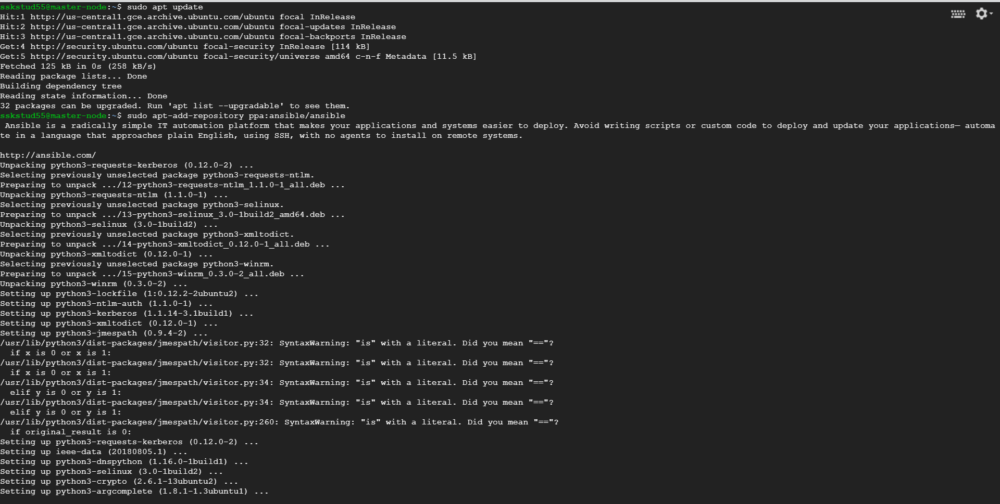 sskstud55@master-node:~$ sudo apt update
Hit:1 http://us-central1.gce.archive.ubuntu.com/ubuntu focal InRelease
Hit:2 http://us-central1.gce.archive.ubuntu.com/ubuntu focal-updates InRelease
Hit:3 http://us-central1.gce.archive.ubuntu.com/ubuntu focal-backports InRelease
Get:4 http://security.ubuntu.com/ubuntu focal-security InRelease [114 kB]
Get:5 http://security.ubuntu.com/ubuntu focal-security/universe amd64 c-n-f Metadata [11.5 kB]
Fetched 125 kB in 0s (258 kB/s)
Reading package lists... Done
Building dependency tree
Reading state information... Done
32 packages can be upgraded. Run 'apt list --upgradable' to see them.
sskstud55@master-node:~$ sudo apt-add-repository ppa:ansible/ansible
 Ansible is a radically simple IT automation platform that makes your applications and systems easier to deploy. Avoid writing scripts or custom code to deploy and update your applications— automa
te in a language that approaches plain English, using SSH, with no agents to install on remote systems.

http://ansible.com/
Unpacking python3-requests-kerberos (0.12.0-2) ...
Selecting previously unselected package python3-requests-ntlm.
Preparing to unpack .../12-python3-requests-ntlm_1.1.0-1_all.deb ...
Unpacking python3-requests-ntlm (1.1.0-1) ...
Selecting previously unselected package python3-selinux.
Preparing to unpack .../13-python3-selinux_3.0-1build2_amd64.deb ...
Unpacking python3-selinux (3.0-1build2) ...
Selecting previously unselected package python3-xmltodict.
Preparing to unpack .../14-python3-xmltodict_0.12.0-1_all.deb ...
Unpacking python3-xmltodict (0.12.0-1) ...
Selecting previously unselected package python3-winrm.
Preparing to unpack .../15-python3-winrm_0.3.0-2_all.deb ...
Unpacking python3-winrm (0.3.0-2) ...
Setting up python3-lockfile (1:0.12.2-2ubuntu2) ...
Setting up python3-ntlm-auth (1.1.0-1) ...
Setting up python3-kerberos (1.1.14-3.1build1) ...
Setting up python3-xmltodict (0.12.0-1) ...
Setting up python3-jmespath (0.9.4-2) ...
/usr/lib/python3/dist-packages/jmespath/visitor.py:32: SyntaxWarning: "is" with a literal. Did you mean "=="?
  if x is 0 or x is 1:
/usr/lib/python3/dist-packages/jmespath/visitor.py:32: SyntaxWarning: "is" with a literal. Did you mean "=="?
  if x is 0 or x is 1:
/usr/lib/python3/dist-packages/jmespath/visitor.py:34: SyntaxWarning: "is" with a literal. Did you mean "=="?
  elif y is 0 or y is 1:
/usr/lib/python3/dist-packages/jmespath/visitor.py:34: SyntaxWarning: "is" with a literal. Did you mean "=="?
  elif y is 0 or y is 1:
/usr/lib/python3/dist-packages/jmespath/visitor.py:260: SyntaxWarning: "is" with a literal. Did you mean "=="?
  if original_result is 0:
Setting up python3-requests-kerberos (0.12.0-2) ...
Setting up ieee-data (20180805.1) ...
Setting up python3-dnspython (1.16.0-1build1) ...
Setting up python3-selinux (3.0-1build2) ...
Setting up python3-crypto (2.6.1-13ubuntu2) ...
Setting up python3-argcomplete (1.8.1-1.3ubuntu1) ...